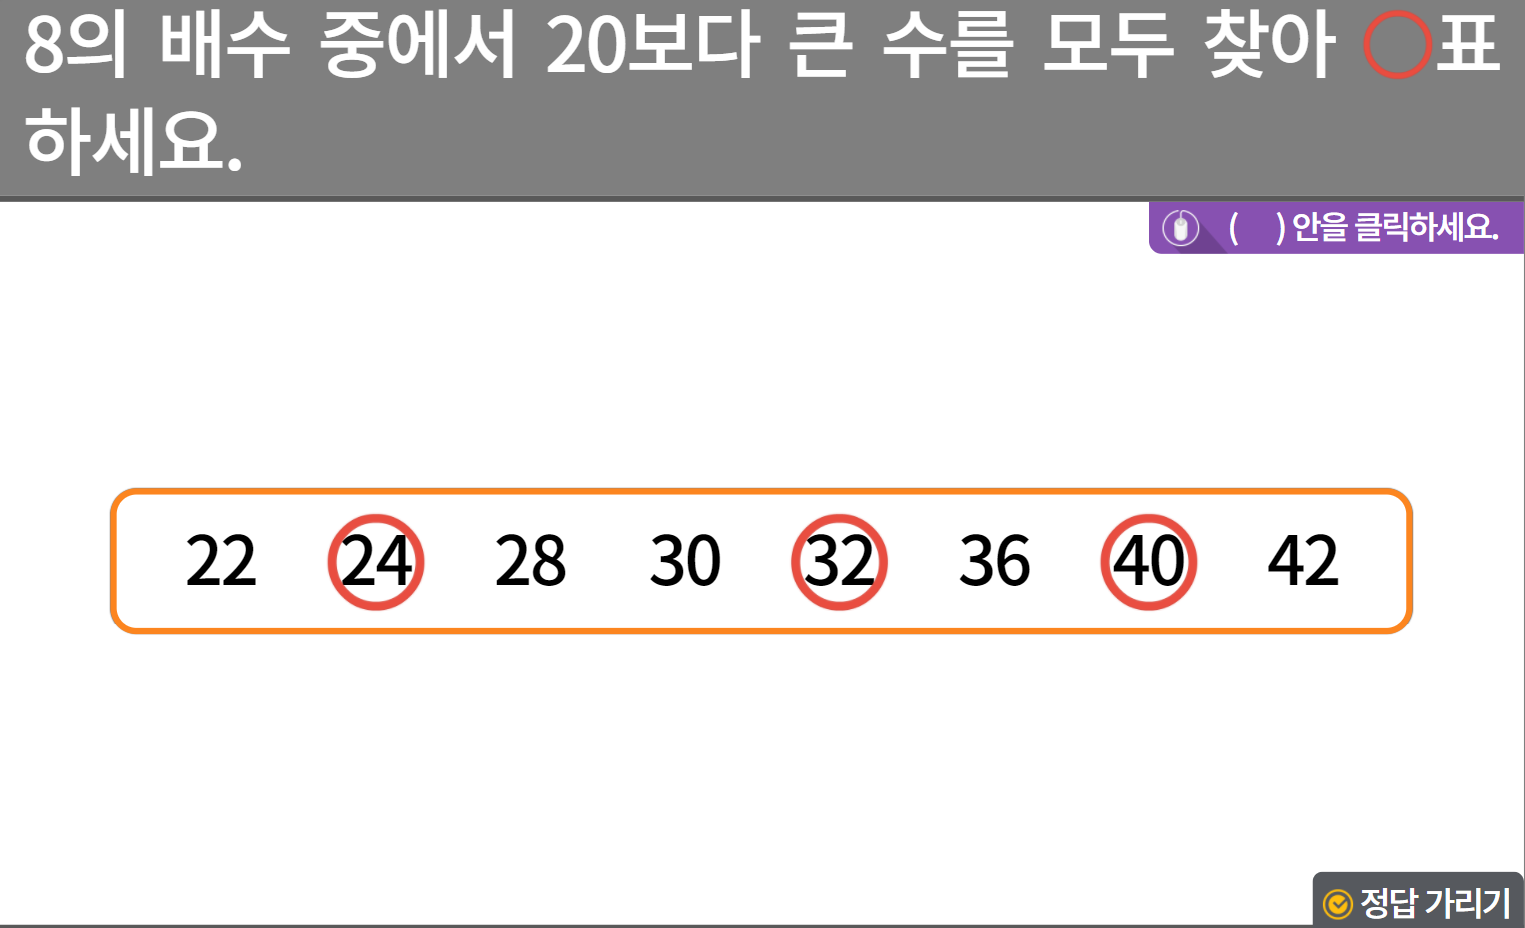 8의 배수 중에서 20보다 큰 수를 모두 찾아 ○표
하세요.
( ) 안을 클릭하세요.
22 24 28 30 32 36 40 42
정답 가리기